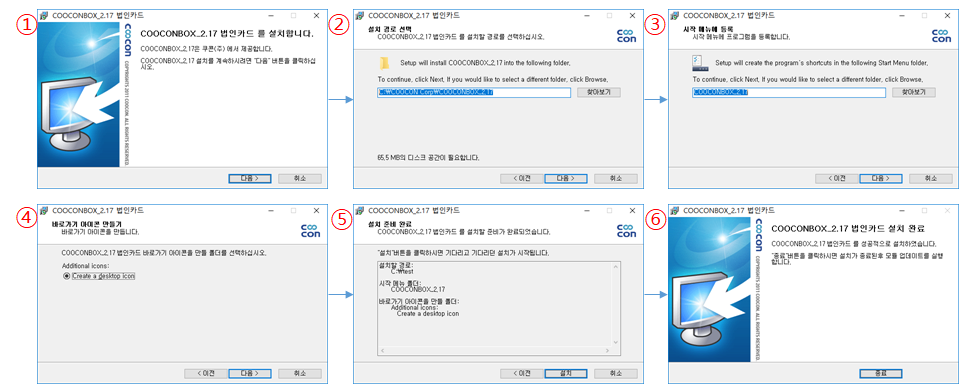 ①
COOCONBOX_2.17 법인카드
coocon
COPYRIGHTS 2011 COOCON. ALL RIGHTS RESERVED
COOCONBOX_2.17 법인카드 를 설치합니다.
COOCONBOX_2.17은 쿠콘(주) 에서 제공합니다.
COOCONBOX_2.17 설치를 계속하시려면 "다음" 버튼을 클릭하십
시오.
다음 >
취소
②
COOCONBOX_2.17 법인카드
설치 경로 선택
COOCONBOX_2.17 법인카드 를 설치할 경로를 선택하십시오.
coocon
Setup will install COOCONBOX_2.17 into the following folder.
To continue, click Next. If you would like to select a different folder, click Browse.
C:\COOCON Corp\COOCONBOX_2.17
찾아보기
65.5 MB의 디스크 공간이 필요합니다.
< 이전
다음 >
취소
③
COOCONBOX_2.17 법인카드
시작 메뉴에 등록
시작 메뉴에 프로그램을 등록합니다.
coocon
Setup will create the program's shortcuts in the following Start Menu folder.
To continue, click Next. If you would like to select a different folder, click Browse.
COOCONBOX_2.17
찾아보기
< 이전
다음 >
취소
④
COOCONBOX_2.17 법인카드
바로가기 아이콘 만들기
바로가기 아이콘을 만듭니다.
coocon
COOCONBOX_2.17 법인카드 바로가기 아이콘을 만들 폴더를 선택하십시오.
Additional icons:
Create a desktop icon
< 이전
다음 >
취소
⑤
COOCONBOX_2.17 법인카드
설치 준비 완료
COOCONBOX_2.17 법인카드 를 설치할 준비가 완료되었습니다.
coocon
"설치"버튼을 클릭하시면 기다리고 기다리던 설치가 시작됩니다.
설치할 경로:
C:\test
시작 메뉴 폴더:
COOCONBOX_2.17
바로가기 아이콘을 만들 폴더:
Additional icons:
Create a desktop icon
< 이전
설치
취소
⑥
COOCONBOX_2.17 법인카드
coocon
COPYRIGHTS 2011 COOCON. ALL RIGHTS RESERVED
COOCONBOX_2.17 법인카드 설치 완료
COOCONBOX_2.17 법인카드 를 성공적으로 설치하였습니다.
"종료"버튼을 클릭하시면 설치가 종료된후 모듈 업데이트를 실행
합니다.
종료